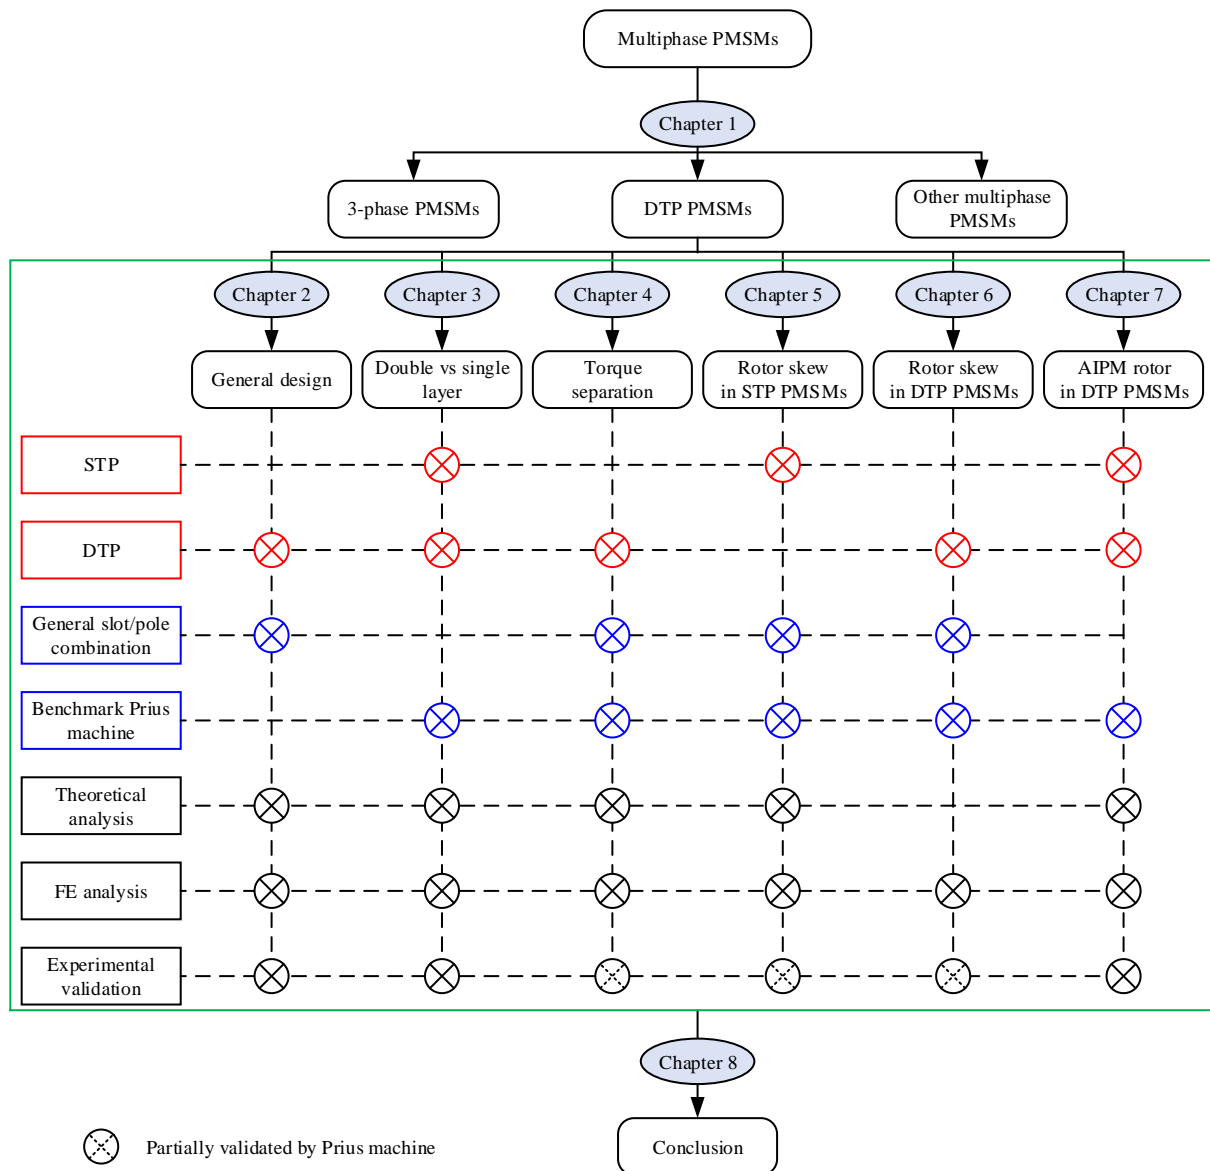 Multiphase PMSMs
Chapter 1
3-phase PMSMs
DTP PMSMs
Other multiphase
PMSMs
Chapter 2
Chapter 3
Chapter 4
Chapter 5
Chapter 6
Chapter 7
General design
Double vs single
layer
Torque
separation
Rotor skew
in STP PMSMs
Rotor skew
in DTP PMSMs
AIPM rotor
in DTP PMSMs
STP
DTP
General slot/pole
combination
Benchmark Prius
machine
Theoretical
analysis
FE analysis
Experimental
validation
Chapter 8
Partially validated by Prius machine
Conclusion